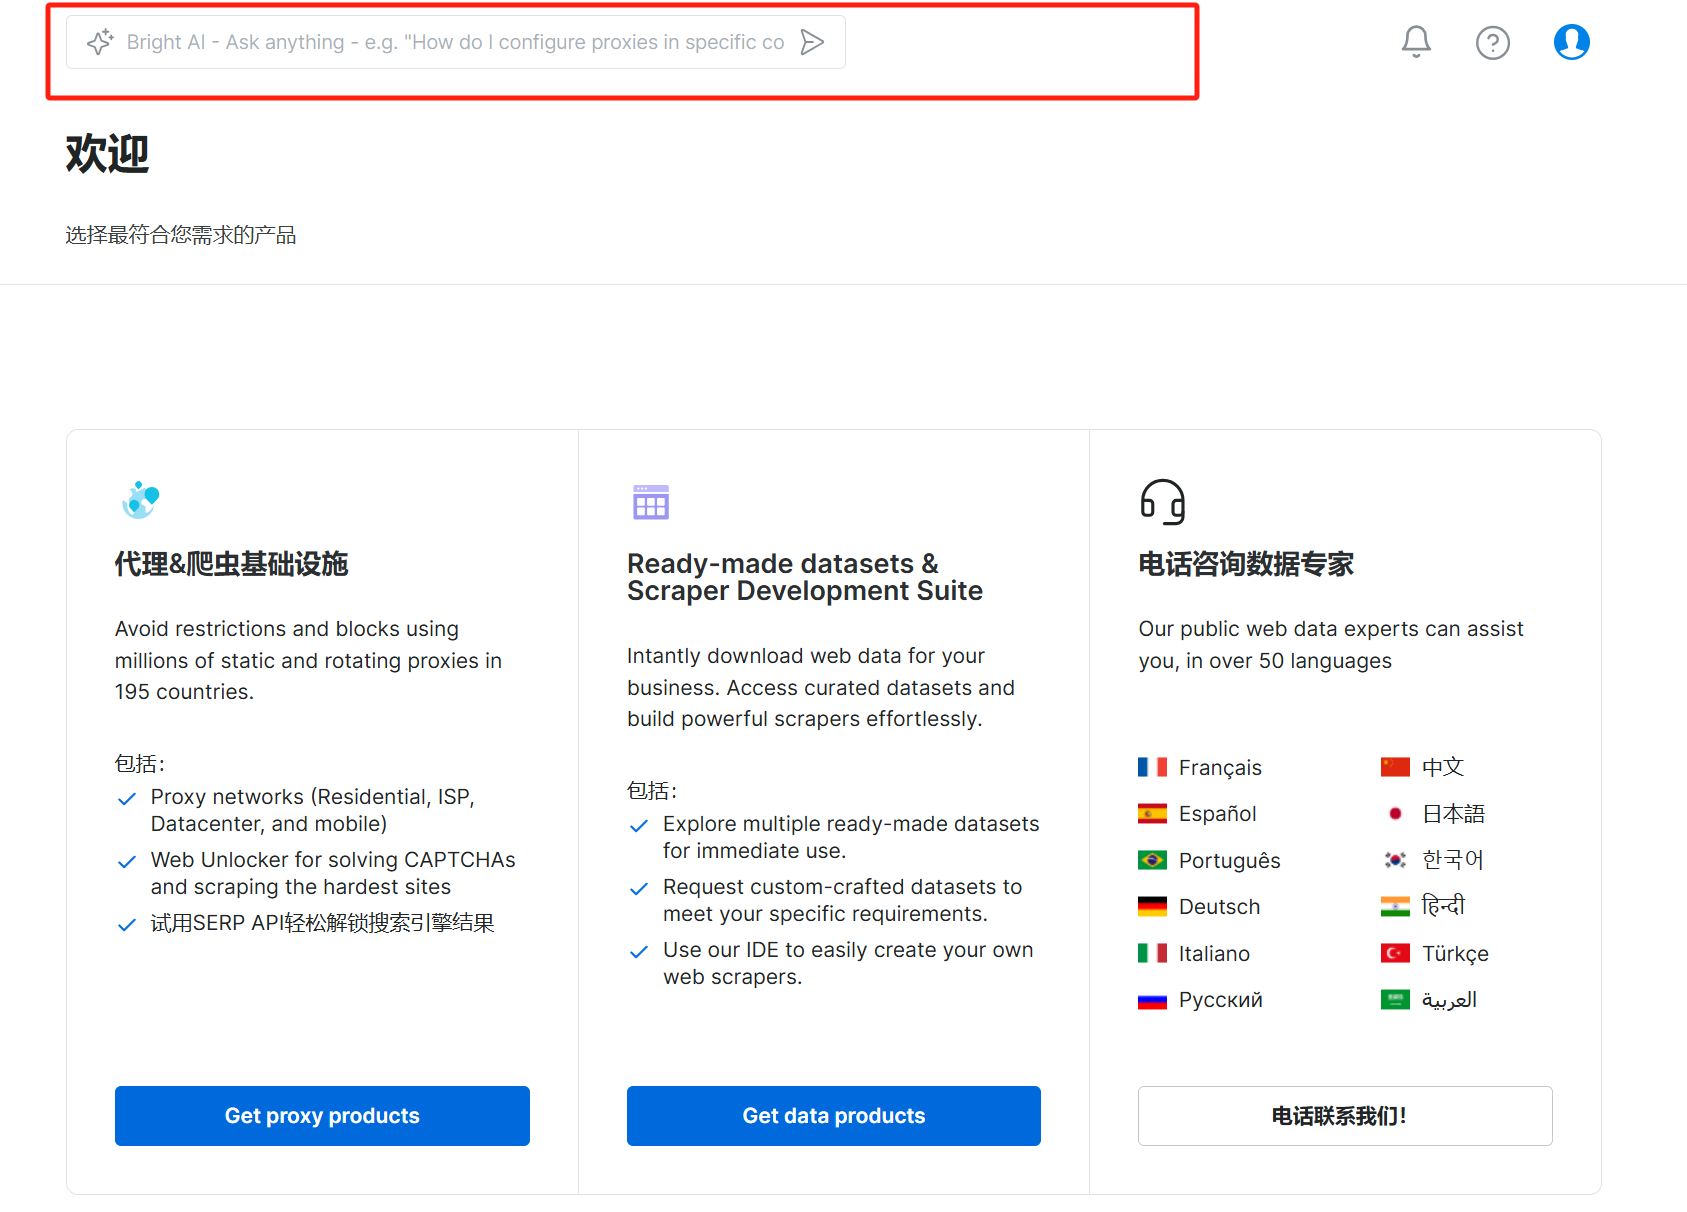 Bright AI - Ask anything - e.g. "How do I configure proxies in specific co
欢迎
选择最符合您需求的产品
代理&爬虫基础设施
Avoid restrictions and blocks using
millions of static and rotating proxies in
195 countries.
包括：
Proxy networks (Residential, ISP,
Datacenter, and mobile)
Web Unlocker for solving CAPTCHAs
and scraping the hardest sites
试用SERP API轻松解锁搜索引擎结果
Get proxy products
Ready-made datasets &
Scraper Development Suite
Intantly download web data for your
business. Access curated datasets and
build powerful scrapers effortlessly.
包括：
Explore multiple ready-made datasets
for immediate use.
Request custom-crafted datasets to
meet your specific requirements.
Use our IDE to easily create your own
web scrapers.
Get data products
电话咨询数据专家
Our public web data experts can assist
you, in over 50 languages
Français
中文
Español
日本語
Português
한국어
Deutsch
हिन्दी
Italiano
Türkçe
Русский
العربية
电话联系我们！